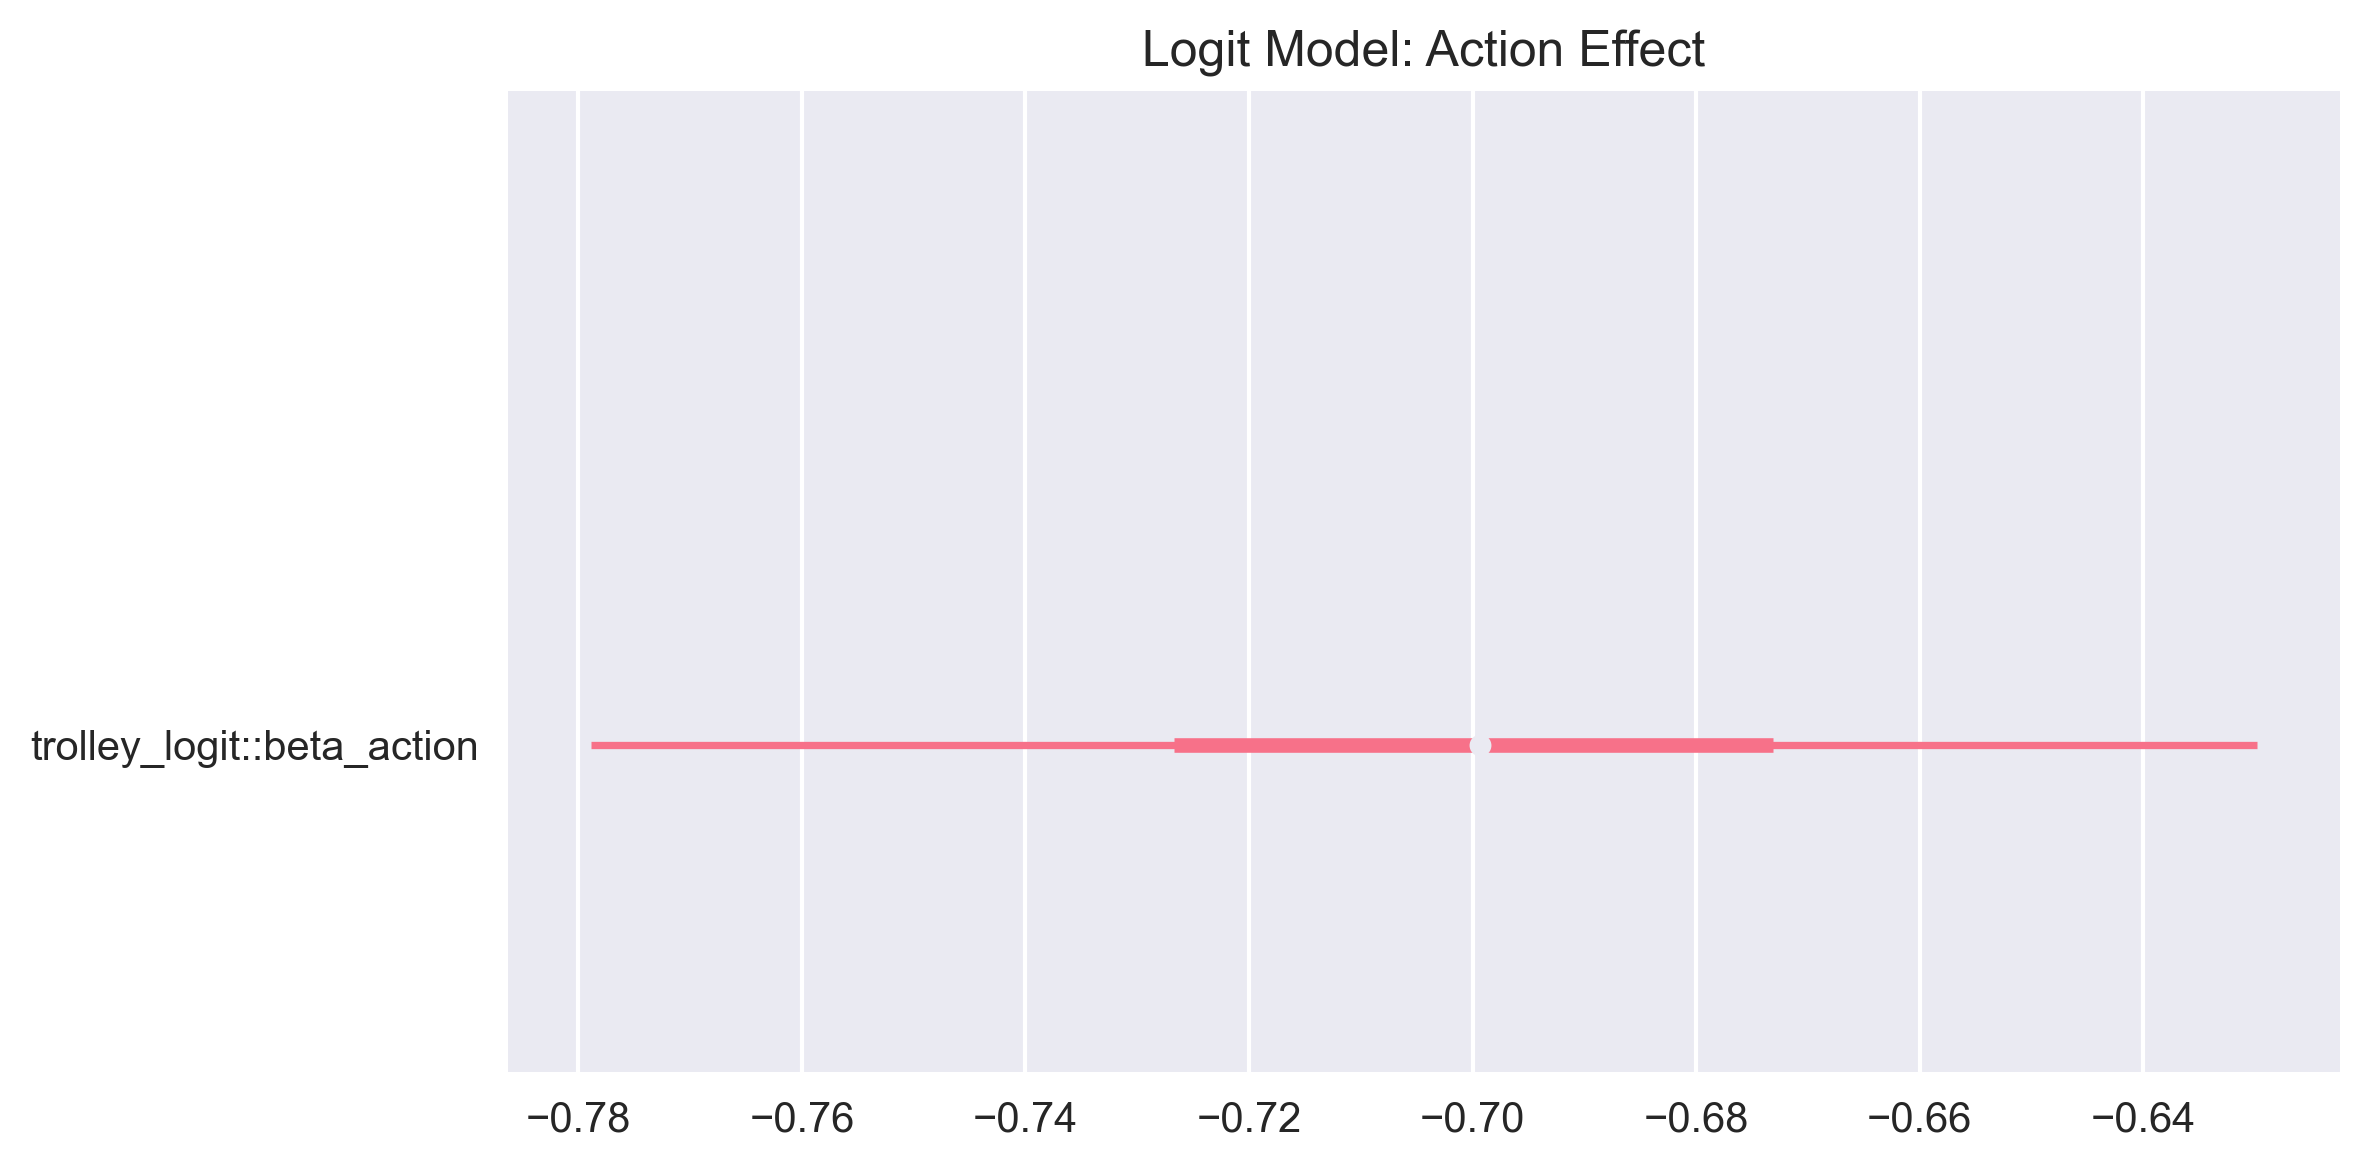 Logit Model: Action Effect
trolley_logit::beta_action
−0.78 −0.76 −0.74 −0.72 −0.70 −0.68 −0.66 −0.64